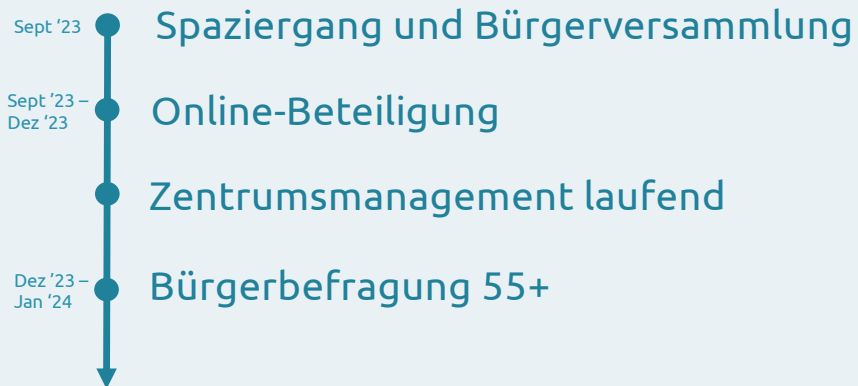 Sept ‘23
Spaziergang und Bürgerversammlung
Sept ’23 –
Dez ‘23
Online-Beteiligung
Zentrumsmanagement laufend
Dez ’23 –
Jan ‘24
Bürgerbefragung 55+